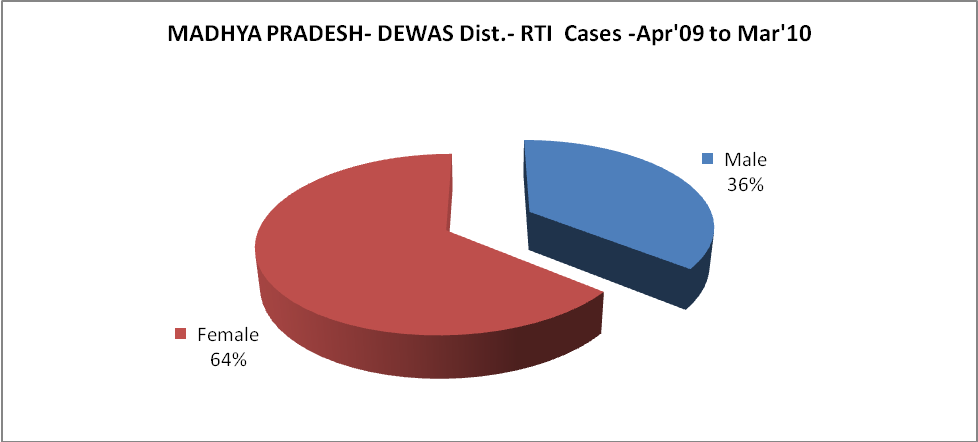 MADHYA PRADESH- DEWAS Dist.- RTI  Cases -Apr'09 to Mar'10
Male
36%
Female
64%